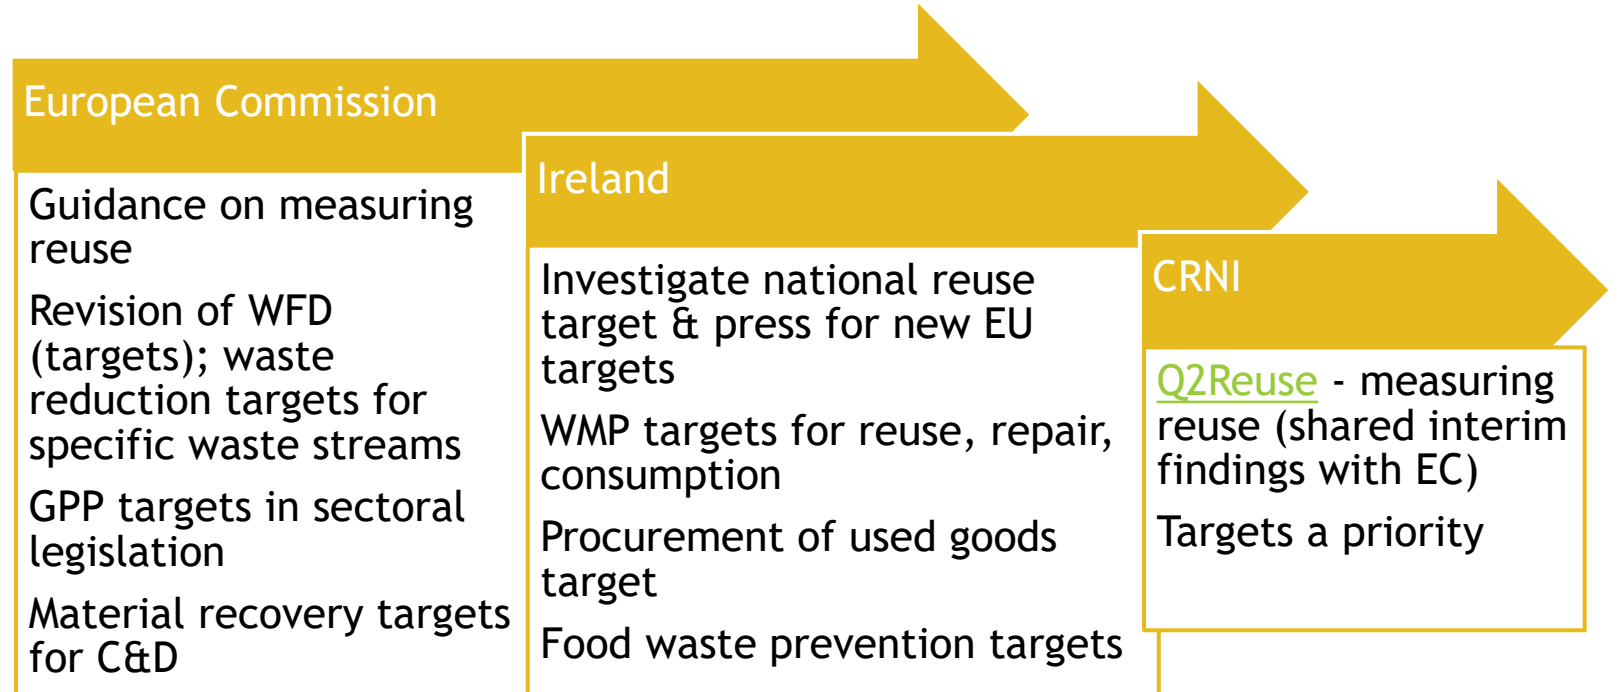 European Commission
Guidance on measuring
reuse
Revision of WFD
(targets); waste
reduction targets for
specific waste streams
GPP targets in sectoral
legislation
Material recovery targets
for C&D
Ireland
Investigate national reuse
target & press for new EU
targets
WMP targets for reuse, repair,
consumption
Procurement of used goods
target
Food waste prevention targets
CRNI
Q2Reuse - measuring
reuse (shared interim
findings with EC)
Targets a priority